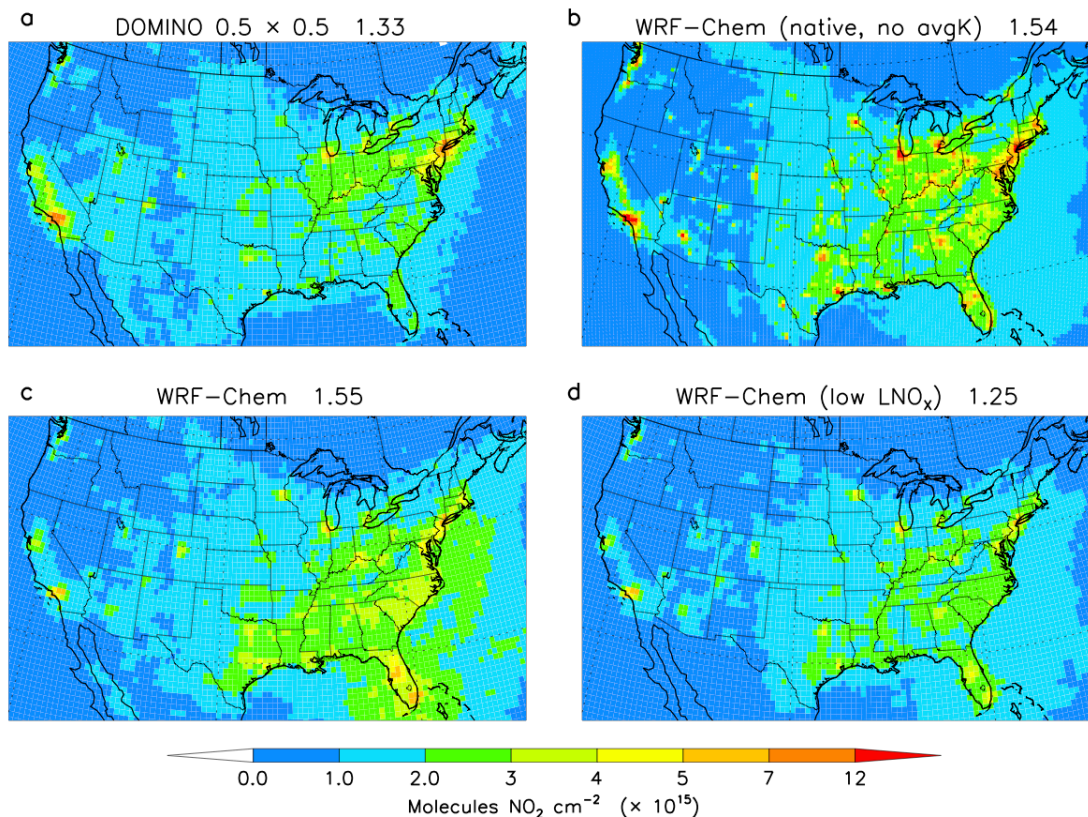 a
DOMINO 0.5 × 0.5 1.33
b
WRF–Chem (native, no avgK) 1.54
c
WRF–Chem 1.55
d
WRF–Chem (low LNOₓ) 1.25
0.0 1.0 2.0 3 4 5 7 12
Molecules NO₂ cm⁻² (× 10¹⁵)